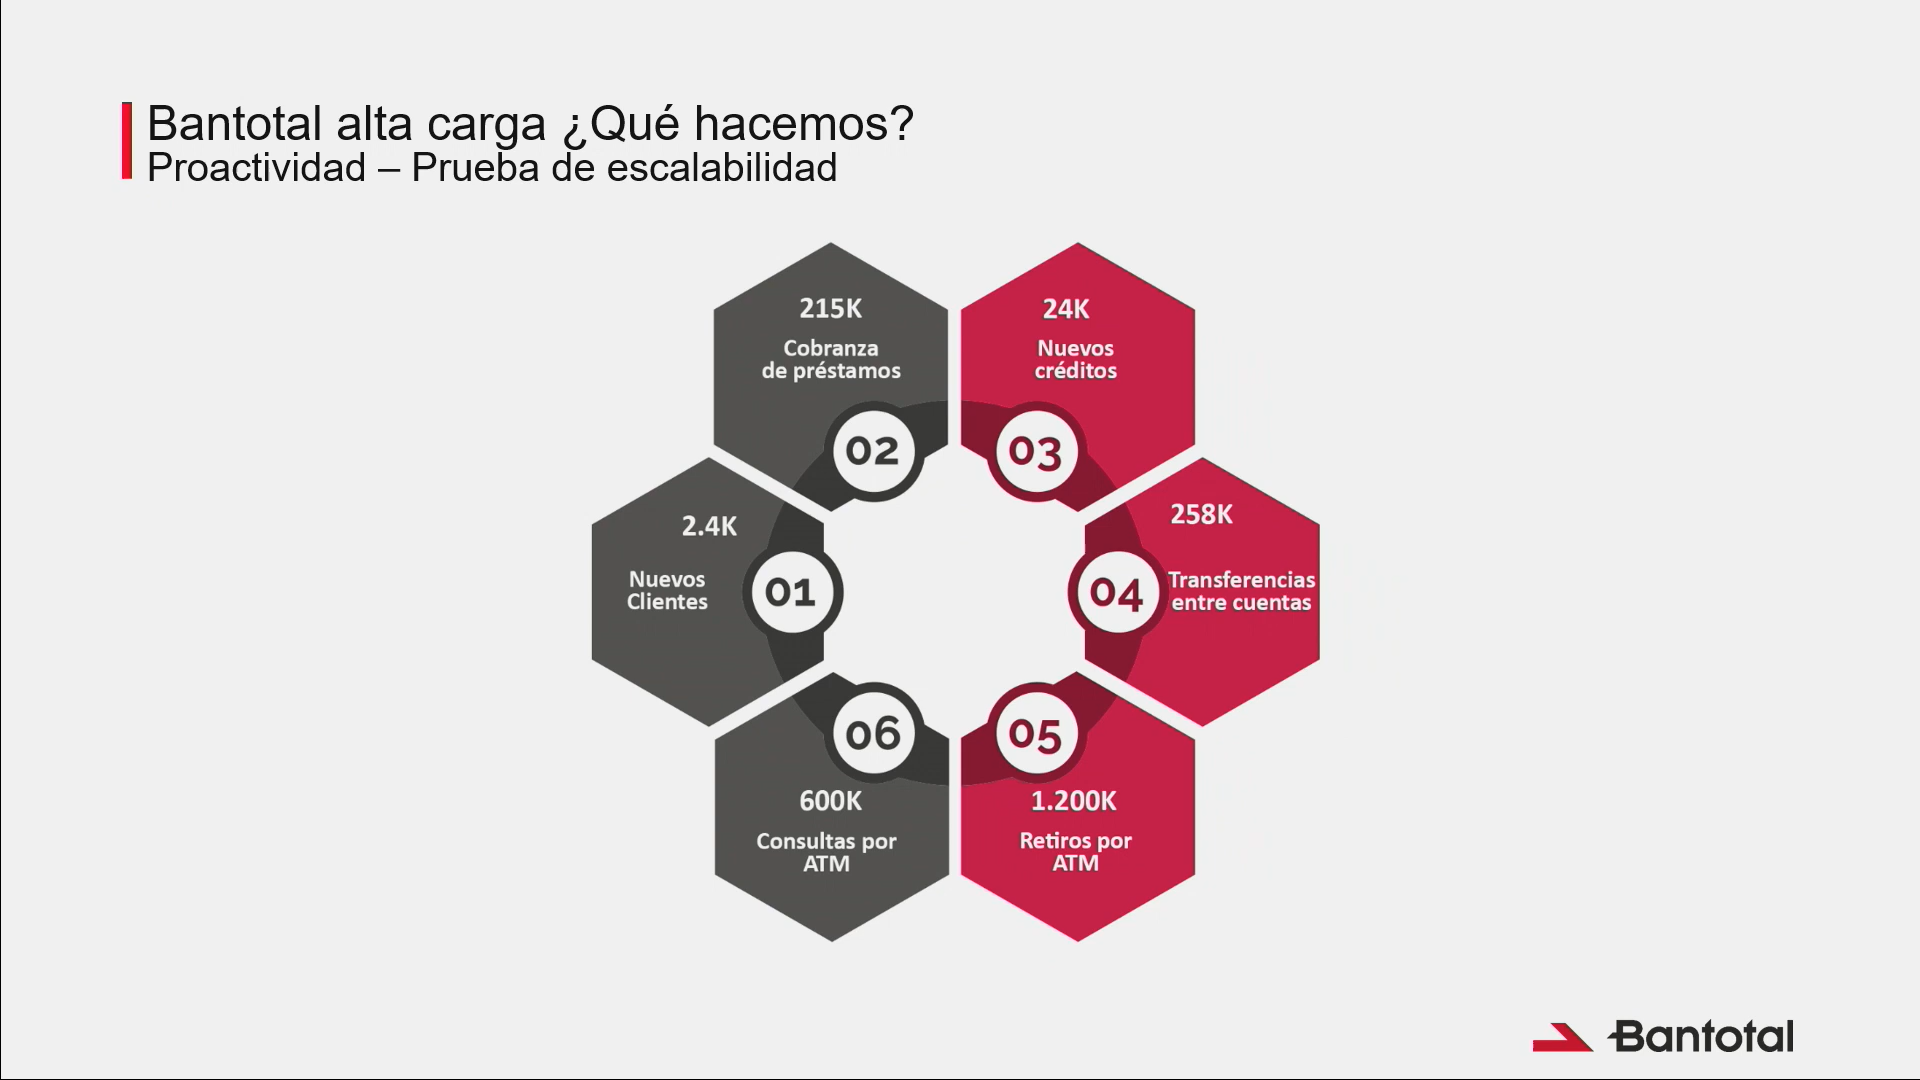 Bantotal alta carga ¿Qué hacemos?
Proactividad – Prueba de escalabilidad
2.4K
Nuevos
Clientes
01
215K
Cobranza
de préstamos
02
24K
Nuevos
créditos
03
258K
Transferencias
entre cuentas
04
05
1.200K
Retiros por
ATM
06
600K
Consultas por
ATM
Bantotal